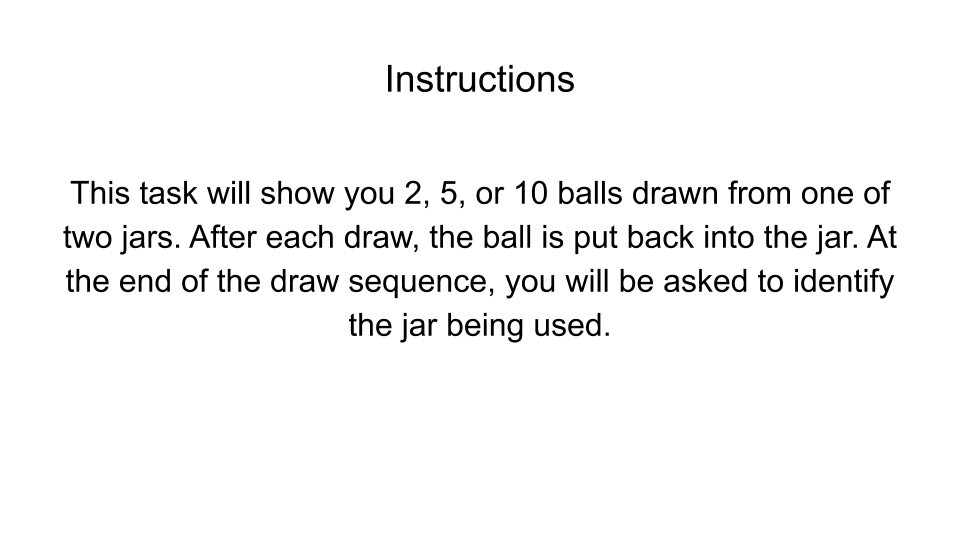 Instructions
This task will show you 2, 5, or 10 balls drawn from one of
two jars. After each draw, the ball is put back into the jar. At
the end of the draw sequence, you will be asked to identify
the jar being used.